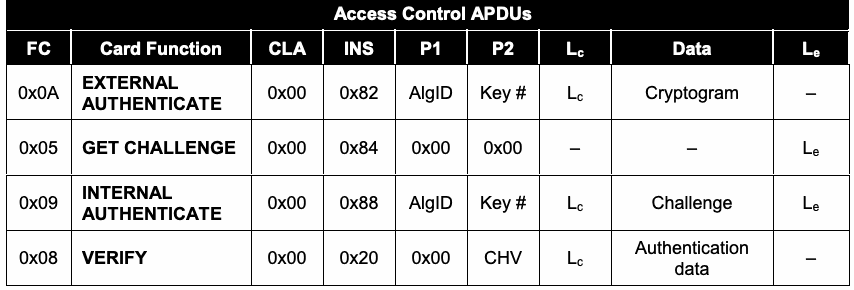 Access Control APDUs
FC Card Function CLA INS P1 P2 Lc Data Le
0x0A EXTERNAL AUTHENTICATE 0x00 0x82 AlgID Key # Lc Cryptogram –
0x05 GET CHALLENGE 0x00 0x84 0x00 0x00 – – Le
0x09 INTERNAL AUTHENTICATE 0x00 0x88 AlgID Key # Lc Challenge Le
0x08 VERIFY 0x00 0x20 0x00 CHV Lc Authentication data –